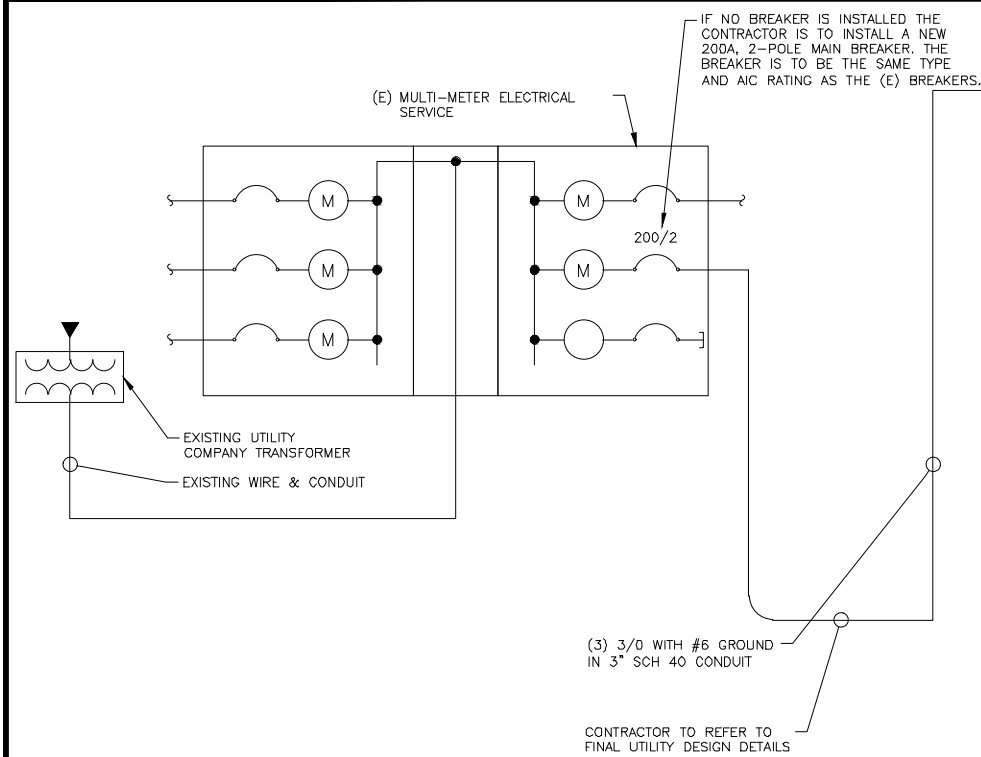 IF NO BREAKER IS INSTALLED THE
CONTRACTOR IS TO INSTALL A NEW
200A, 2-POLE MAIN BREAKER. THE
BREAKER IS TO BE THE SAME TYPE
AND AIC RATING AS THE (E) BREAKERS.
(E) MULTI-METER ELECTRICAL
SERVICE
M
M
200/2
M
M
M
EXISTING UTILITY
COMPANY TRANSFORMER
EXISTING WIRE & CONDUIT
(3) 3/0 WITH #6 GROUND
IN 3" SCH 40 CONDUIT
CONTRACTOR TO REFER TO
FINAL UTILITY DESIGN DETAILS